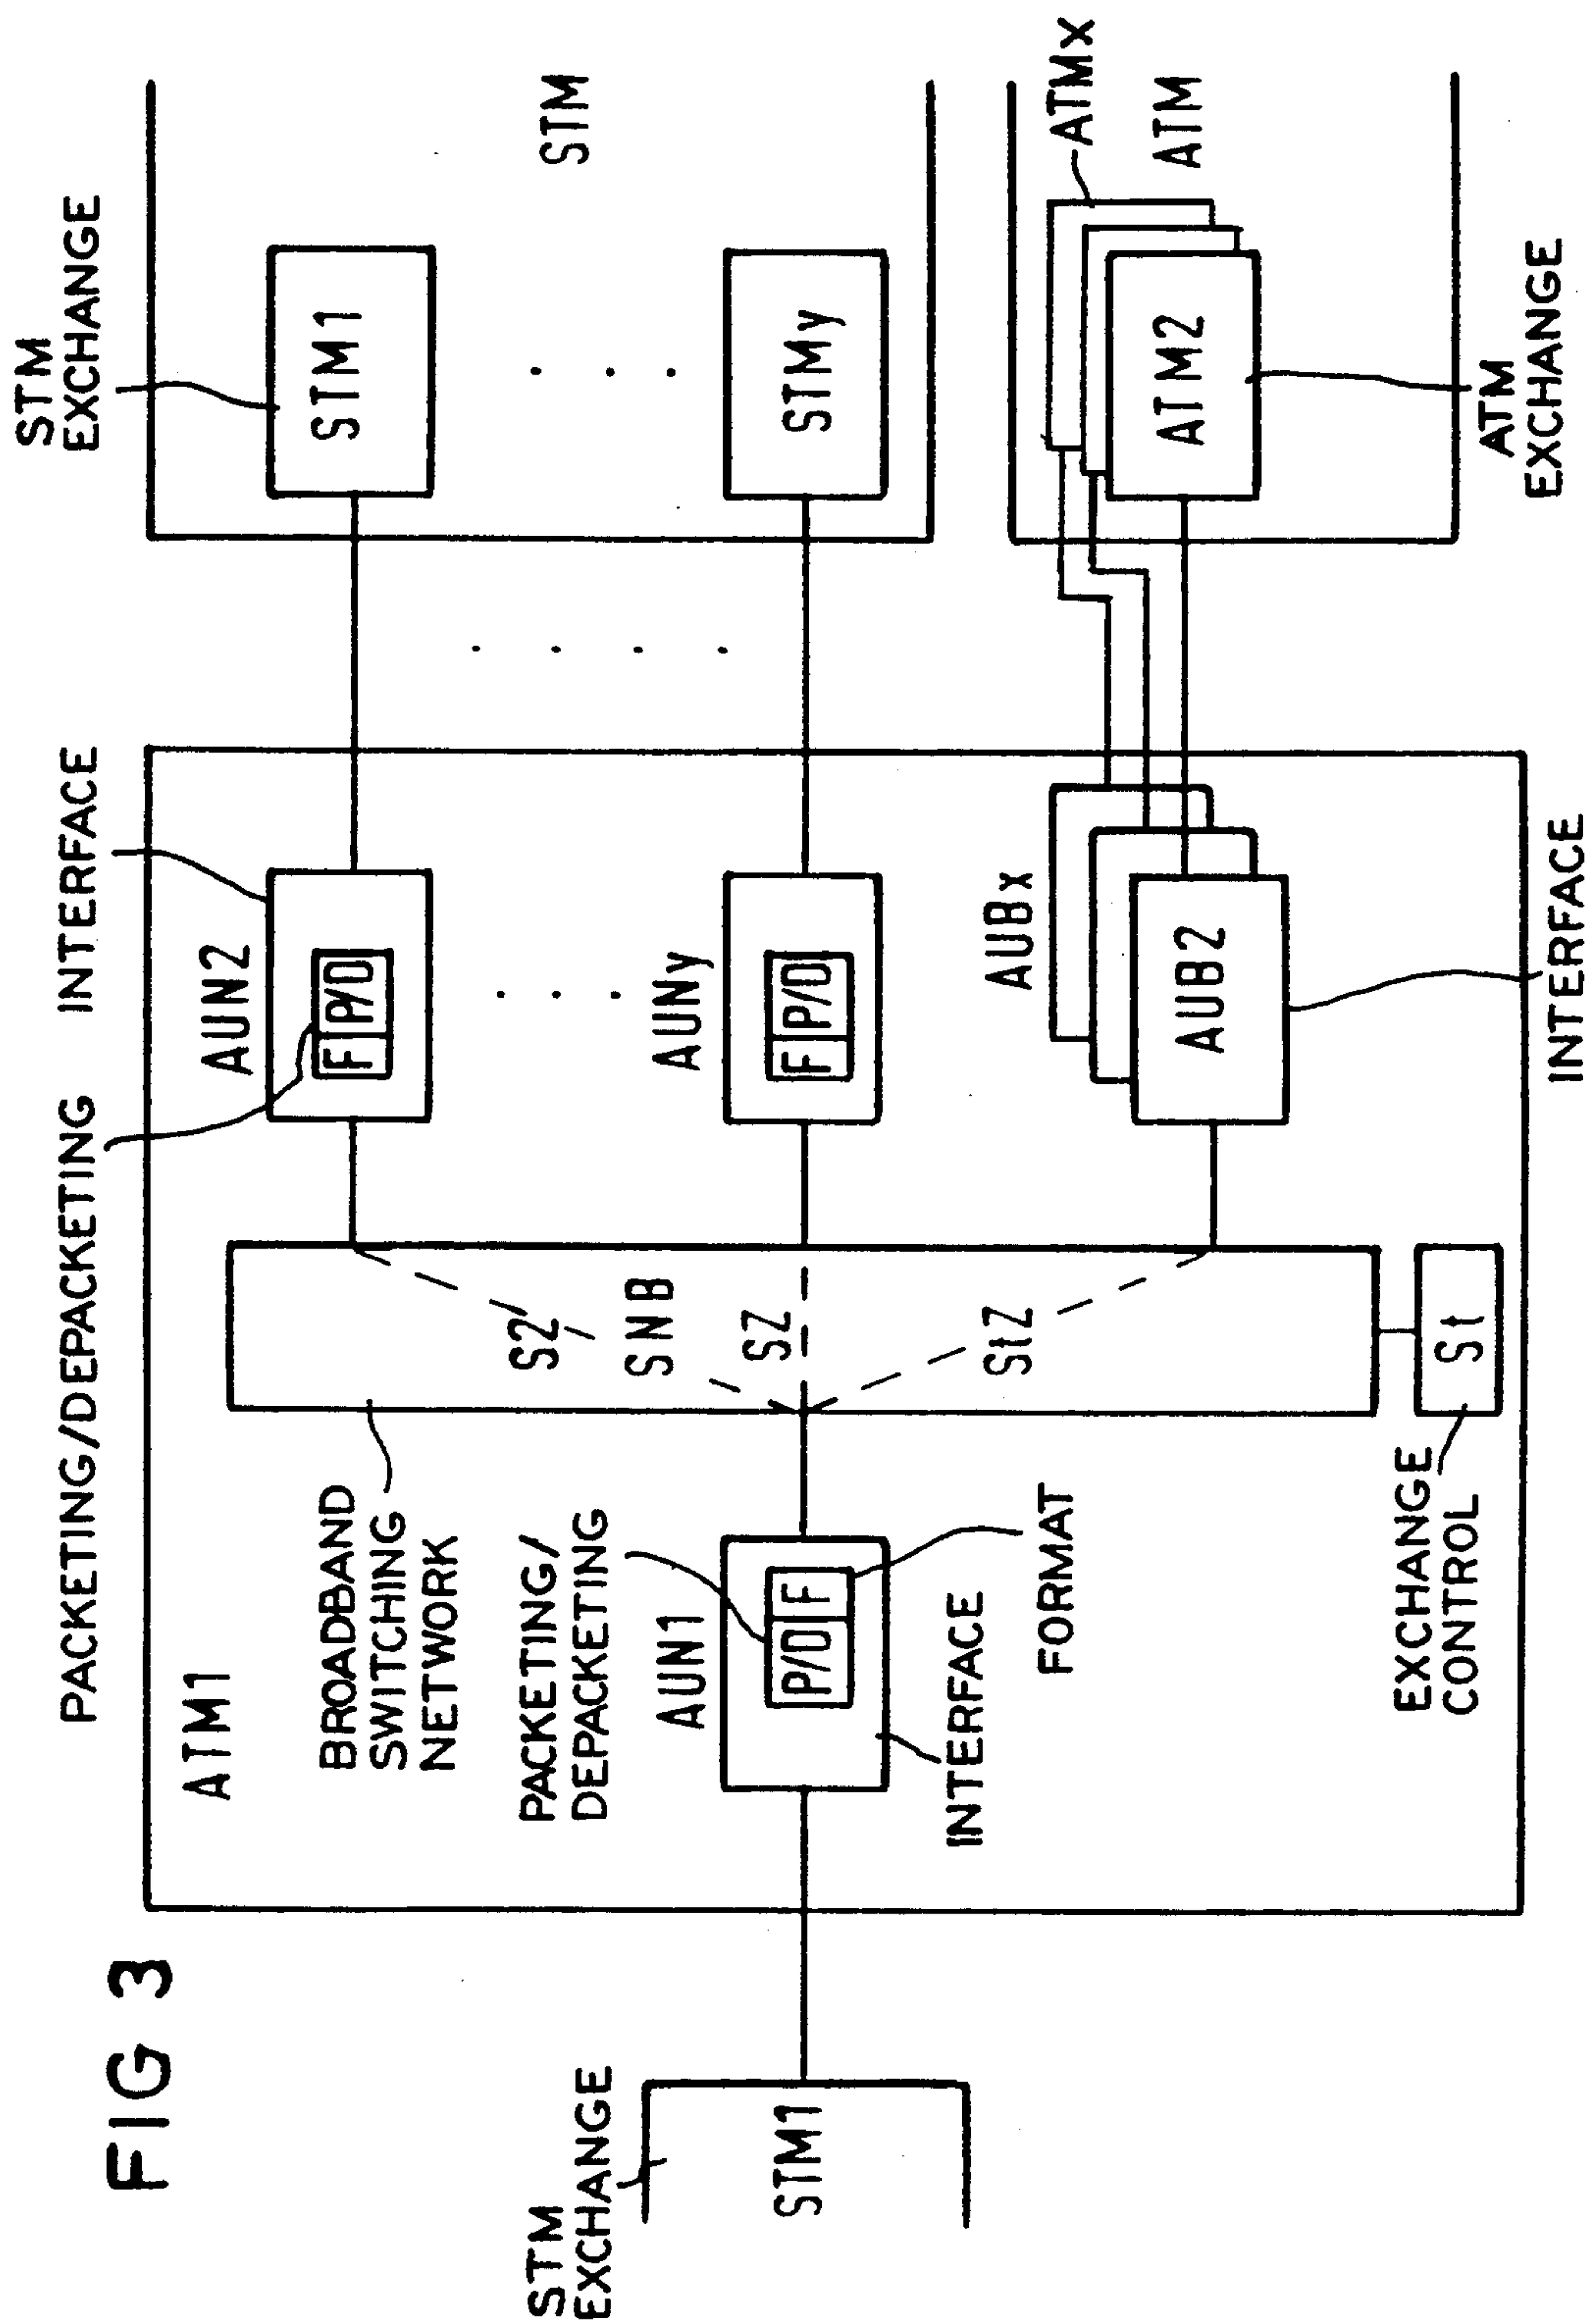 FIG 3
STM
EXCHANGE
STM1
ATM1
BROADBAND
SWITCHING
NETWORK
PACKETING/
DEPACKETING
AUN1
P/D F
INTERFACE
FORMAT
EXCHANGE
CONTROL
St
SZ
SNB
SZ
StZ
PACKETING/DEPACKETING
INTERFACE
AUN2
F P/D
AUNy
F P/D
AUBx
AUB2
INTERFACE
STM
EXCHANGE
STM1
STMy
STM
ATMx
ATM
ATM2
ATM
EXCHANGE